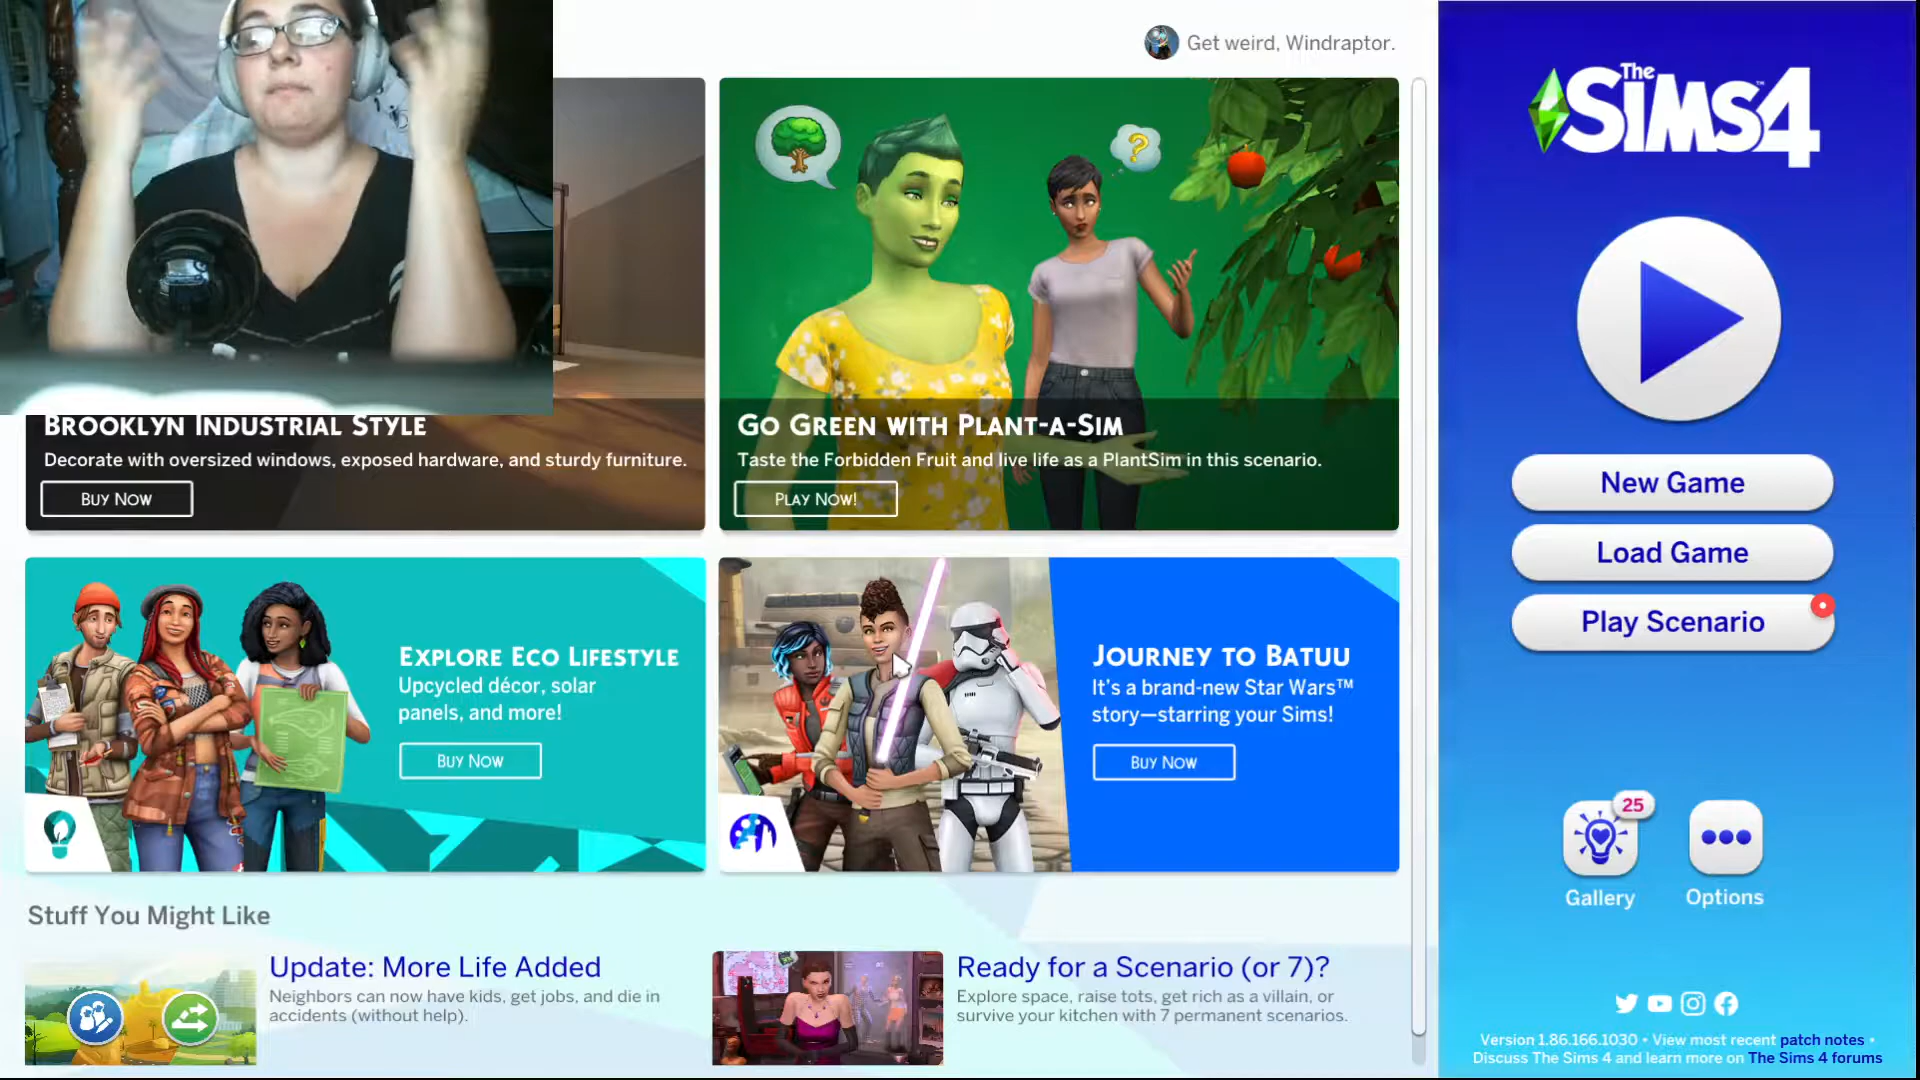 Get weird, Windraptor.
The Sims 4
BROOKLYN INDUSTRIAL STYLE
Decorate with oversized windows, exposed hardware, and sturdy furniture.
BUY NOW
GO GREEN WITH PLANT-A-SIM
Taste the Forbidden Fruit and live life as a PlantSim in this scenario.
PLAY NOW!
New Game
Load Game
Play Scenario
EXPLORE ECO LIFESTYLE
Upcycled décor, solar
panels, and more!
BUY NOW
JOURNEY TO BATUU
It's a brand-new Star Wars™
story—starring your Sims!
BUY NOW
25
Gallery
Options
Stuff You Might Like
Update: More Life Added
Neighbors can now have kids, get jobs, and die in
accidents (without help).
Ready for a Scenario (or 7)?
Explore space, raise tots, get rich as a villain, or
survive your kitchen with 7 permanent scenarios.
Version 1.86.166.1030 • View most recent patch notes •
Discuss The Sims 4 and learn more on The Sims 4 forums